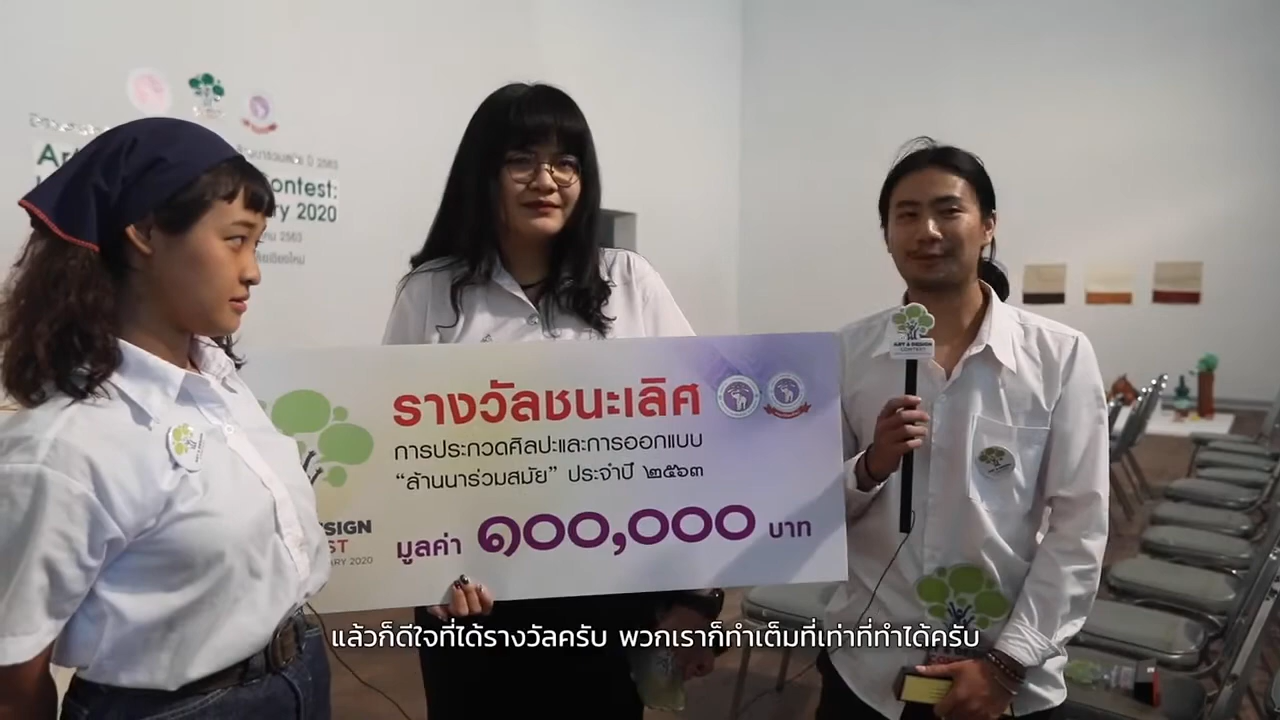 Art
ontest:
ry 2020
รางวัลชนะเลิศ
การประกวดศิลปะและการออกแบบ
“ล้านนาร่วมสมัย” ประจำปี ๒๕๖๓
มูลค่า ๑๐๐,๐๐๐ บาท
SIGN
ST
ARY 2020
ART & DESIGN
CONTEST
แล้วก็ดีใจที่ได้รางวัลครับ พวกเราก็ทำเต็มที่เท่าที่ทำได้ครับ